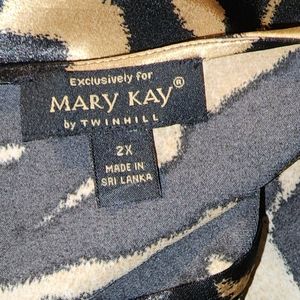 Exclusively for
MARY KAY®
by TWINHILL
2X
MADE IN
SRI LANKA